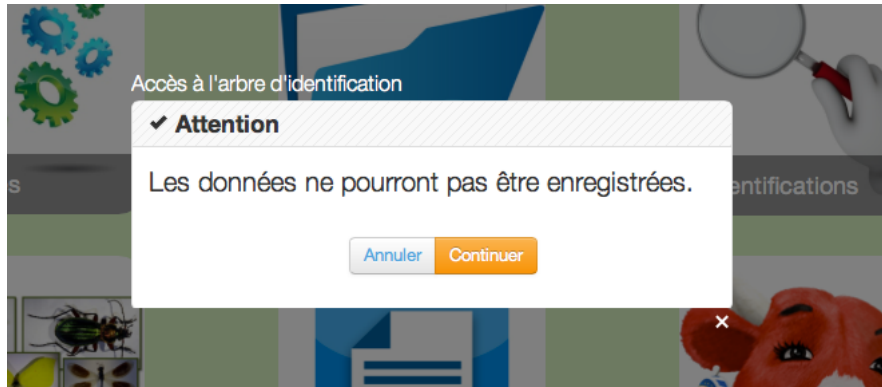 Accès à l'arbre d'identification
Attention
Les données ne pourront pas être enregistrées.
s
entifications
Annuler Continuer